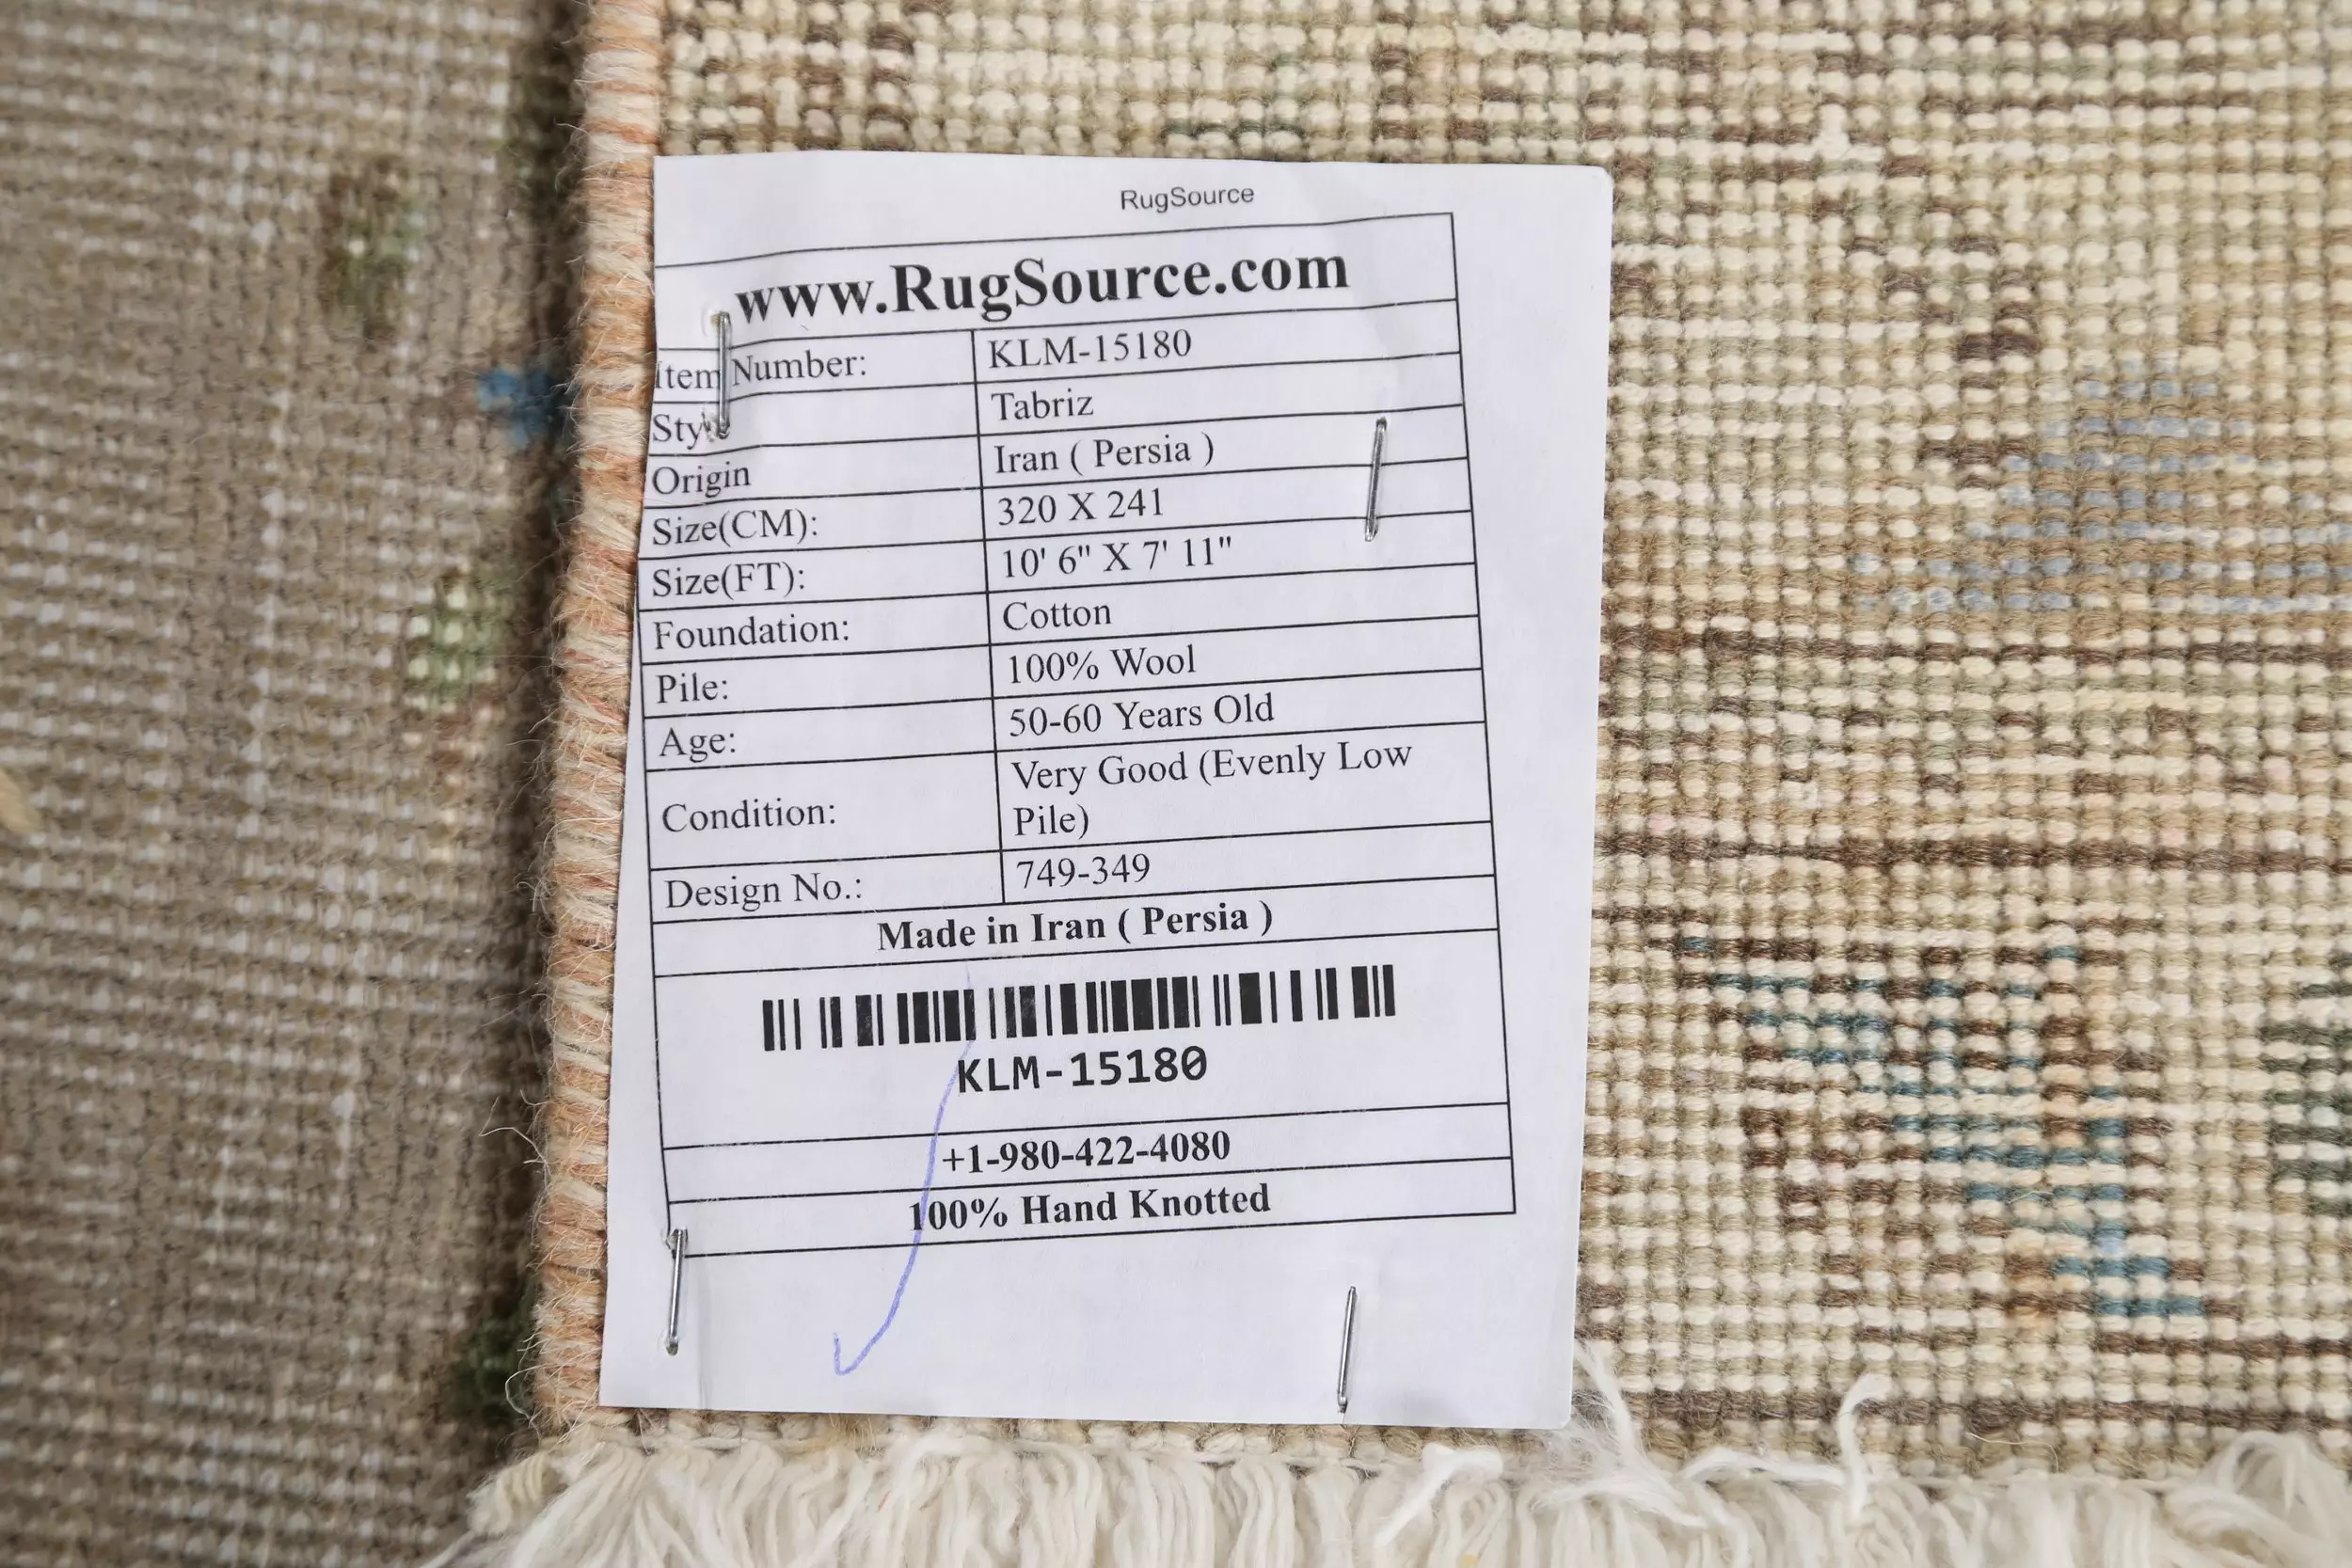 RugSource
www.RugSource.com
Item Number: KLM-15180
Style Tabriz
Origin Iran ( Persia )
Size(CM): 320 X 241
Size(FT): 10' 6" X 7' 11"
Foundation: Cotton
Pile: 100% Wool
Age: 50-60 Years Old
Condition: Very Good (Evenly Low
Pile)
Design No.: 749-349
Made in Iran ( Persia )
KLM-15180
+1-980-422-4080
100% Hand Knotted